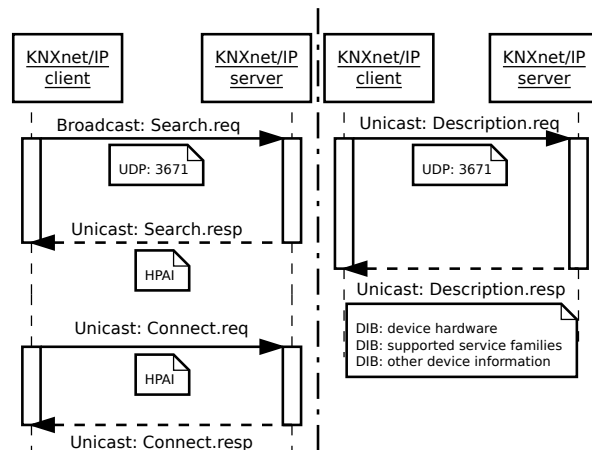 KNXnet/IP
client
KNXnet/IP
server
Broadcast: Search.req
UDP: 3671
Unicast: Search.resp
HPAI
Unicast: Connect.req
HPAI
Unicast: Connect.resp
KNXnet/IP
client
KNXnet/IP
server
Unicast: Description.req
UDP: 3671
Unicast: Description.resp
DIB: device hardware
DIB: supported service families
DIB: other device information